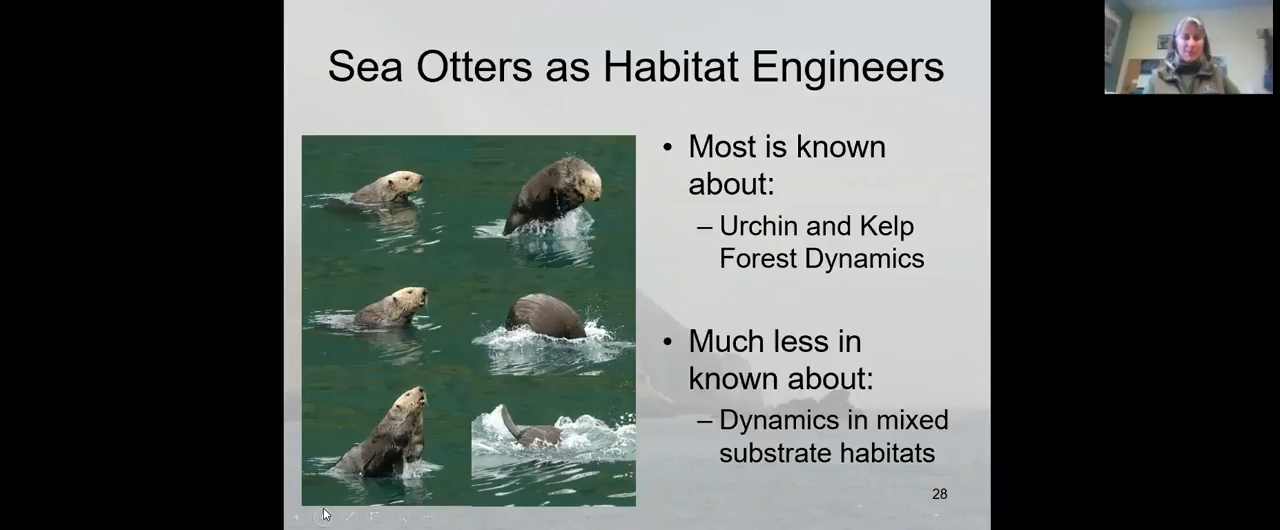 Sea Otters as Habitat Engineers
• Most is known
about:
– Urchin and Kelp
Forest Dynamics
• Much less in
known about:
– Dynamics in mixed
substrate habitats
28